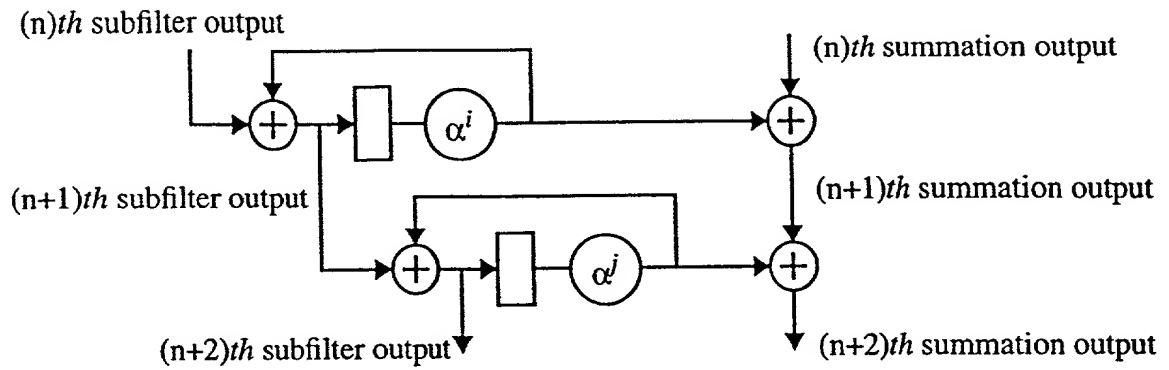 (n)th subfilter output
(n)th summation output
+
α^i
+
(n+1)th subfilter output
(n+1)th summation output
+
α^j
+
(n+2)th subfilter output
(n+2)th summation output